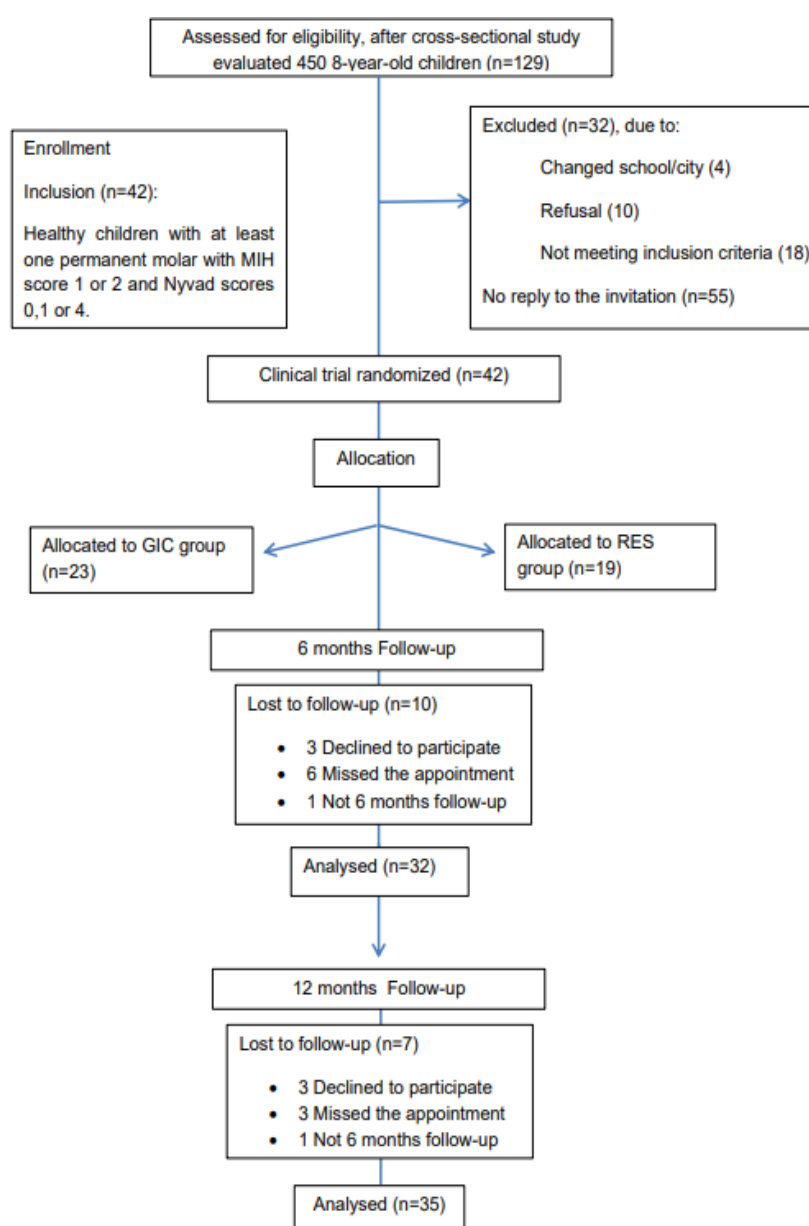 Assessed for eligibility, after cross-sectional study
evaluated 450 8-year-old children (n=129)
Enrollment
Inclusion (n=42):
Healthy children with at least
one permanent molar with MIH
score 1 or 2 and Nyvad scores
0,1 or 4.
Excluded (n=32), due to:
Changed school/city (4)
Refusal (10)
Not meeting inclusion criteria (18)
No reply to the invitation (n=55)
Clinical trial randomized (n=42)
Allocation
Allocated to GIC group
(n=23)
Allocated to RES
group (n=19)
6 months Follow-up
Lost to follow-up (n=10)
• 3 Declined to participate
• 6 Missed the appointment
• 1 Not 6 months follow-up
Analysed (n=32)
12 months Follow-up
Lost to follow-up (n=7)
• 3 Declined to participate
• 3 Missed the appointment
• 1 Not 6 months follow-up
Analysed (n=35)